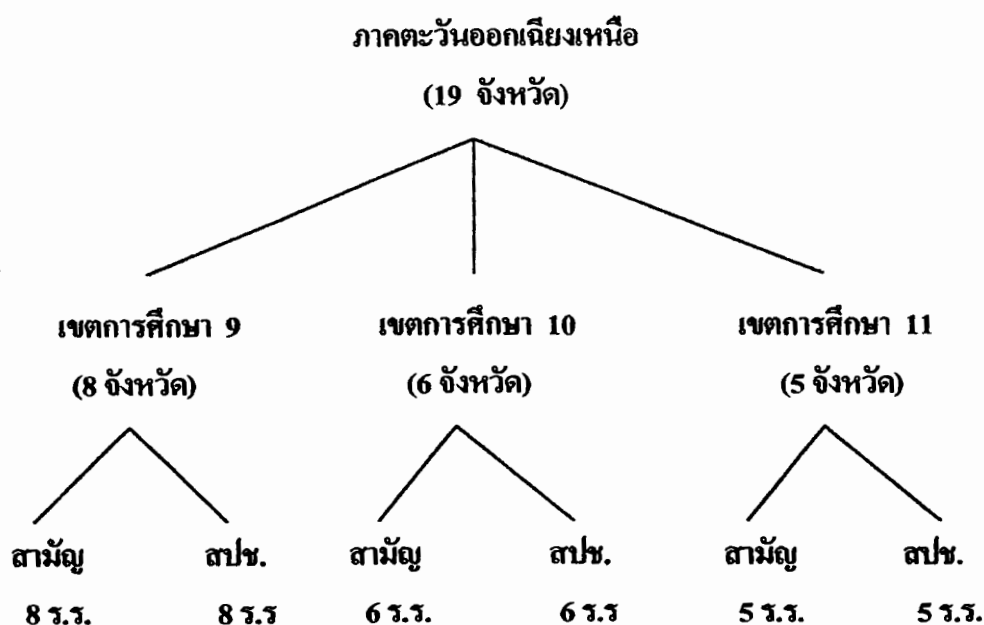 ภาคตะวันออกเฉียงเหนือ
(19 จังหวัด)
เขตการศึกษา 9 เขตการศึกษา 10 เขตการศึกษา 11
(8 จังหวัด) (6 จังหวัด) (5 จังหวัด)
สามัญ สปช. สามัญ สปช. สามัญ สปช.
8 ร.ร. 8 ร.ร 6 ร.ร. 6 ร.ร 5 ร.ร. 5 ร.ร.